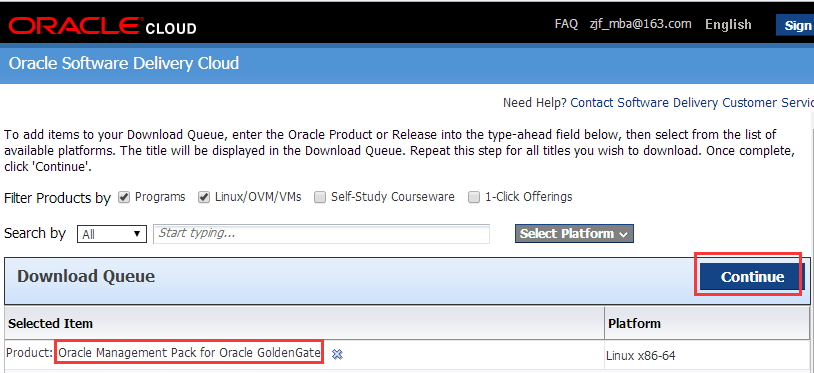 ORACLE CLOUD
FAQ zjf_mba@163.com English Sign
Oracle Software Delivery Cloud
Need Help? Contact Software Delivery Customer Servic
To add items to your Download Queue, enter the Oracle Product or Release into the type-ahead field below, then select from the list of
available platforms. The title will be displayed in the Download Queue. Repeat this step for all titles you wish to download. Once complete,
click 'Continue'.
Filter Products by Programs Linux/OVM/VMs Self-Study Courseware 1-Click Offerings
Search by All Start typing... Select Platform
Download Queue Continue
Selected Item Platform
Product: Oracle Management Pack for Oracle GoldenGate Linux x86-64